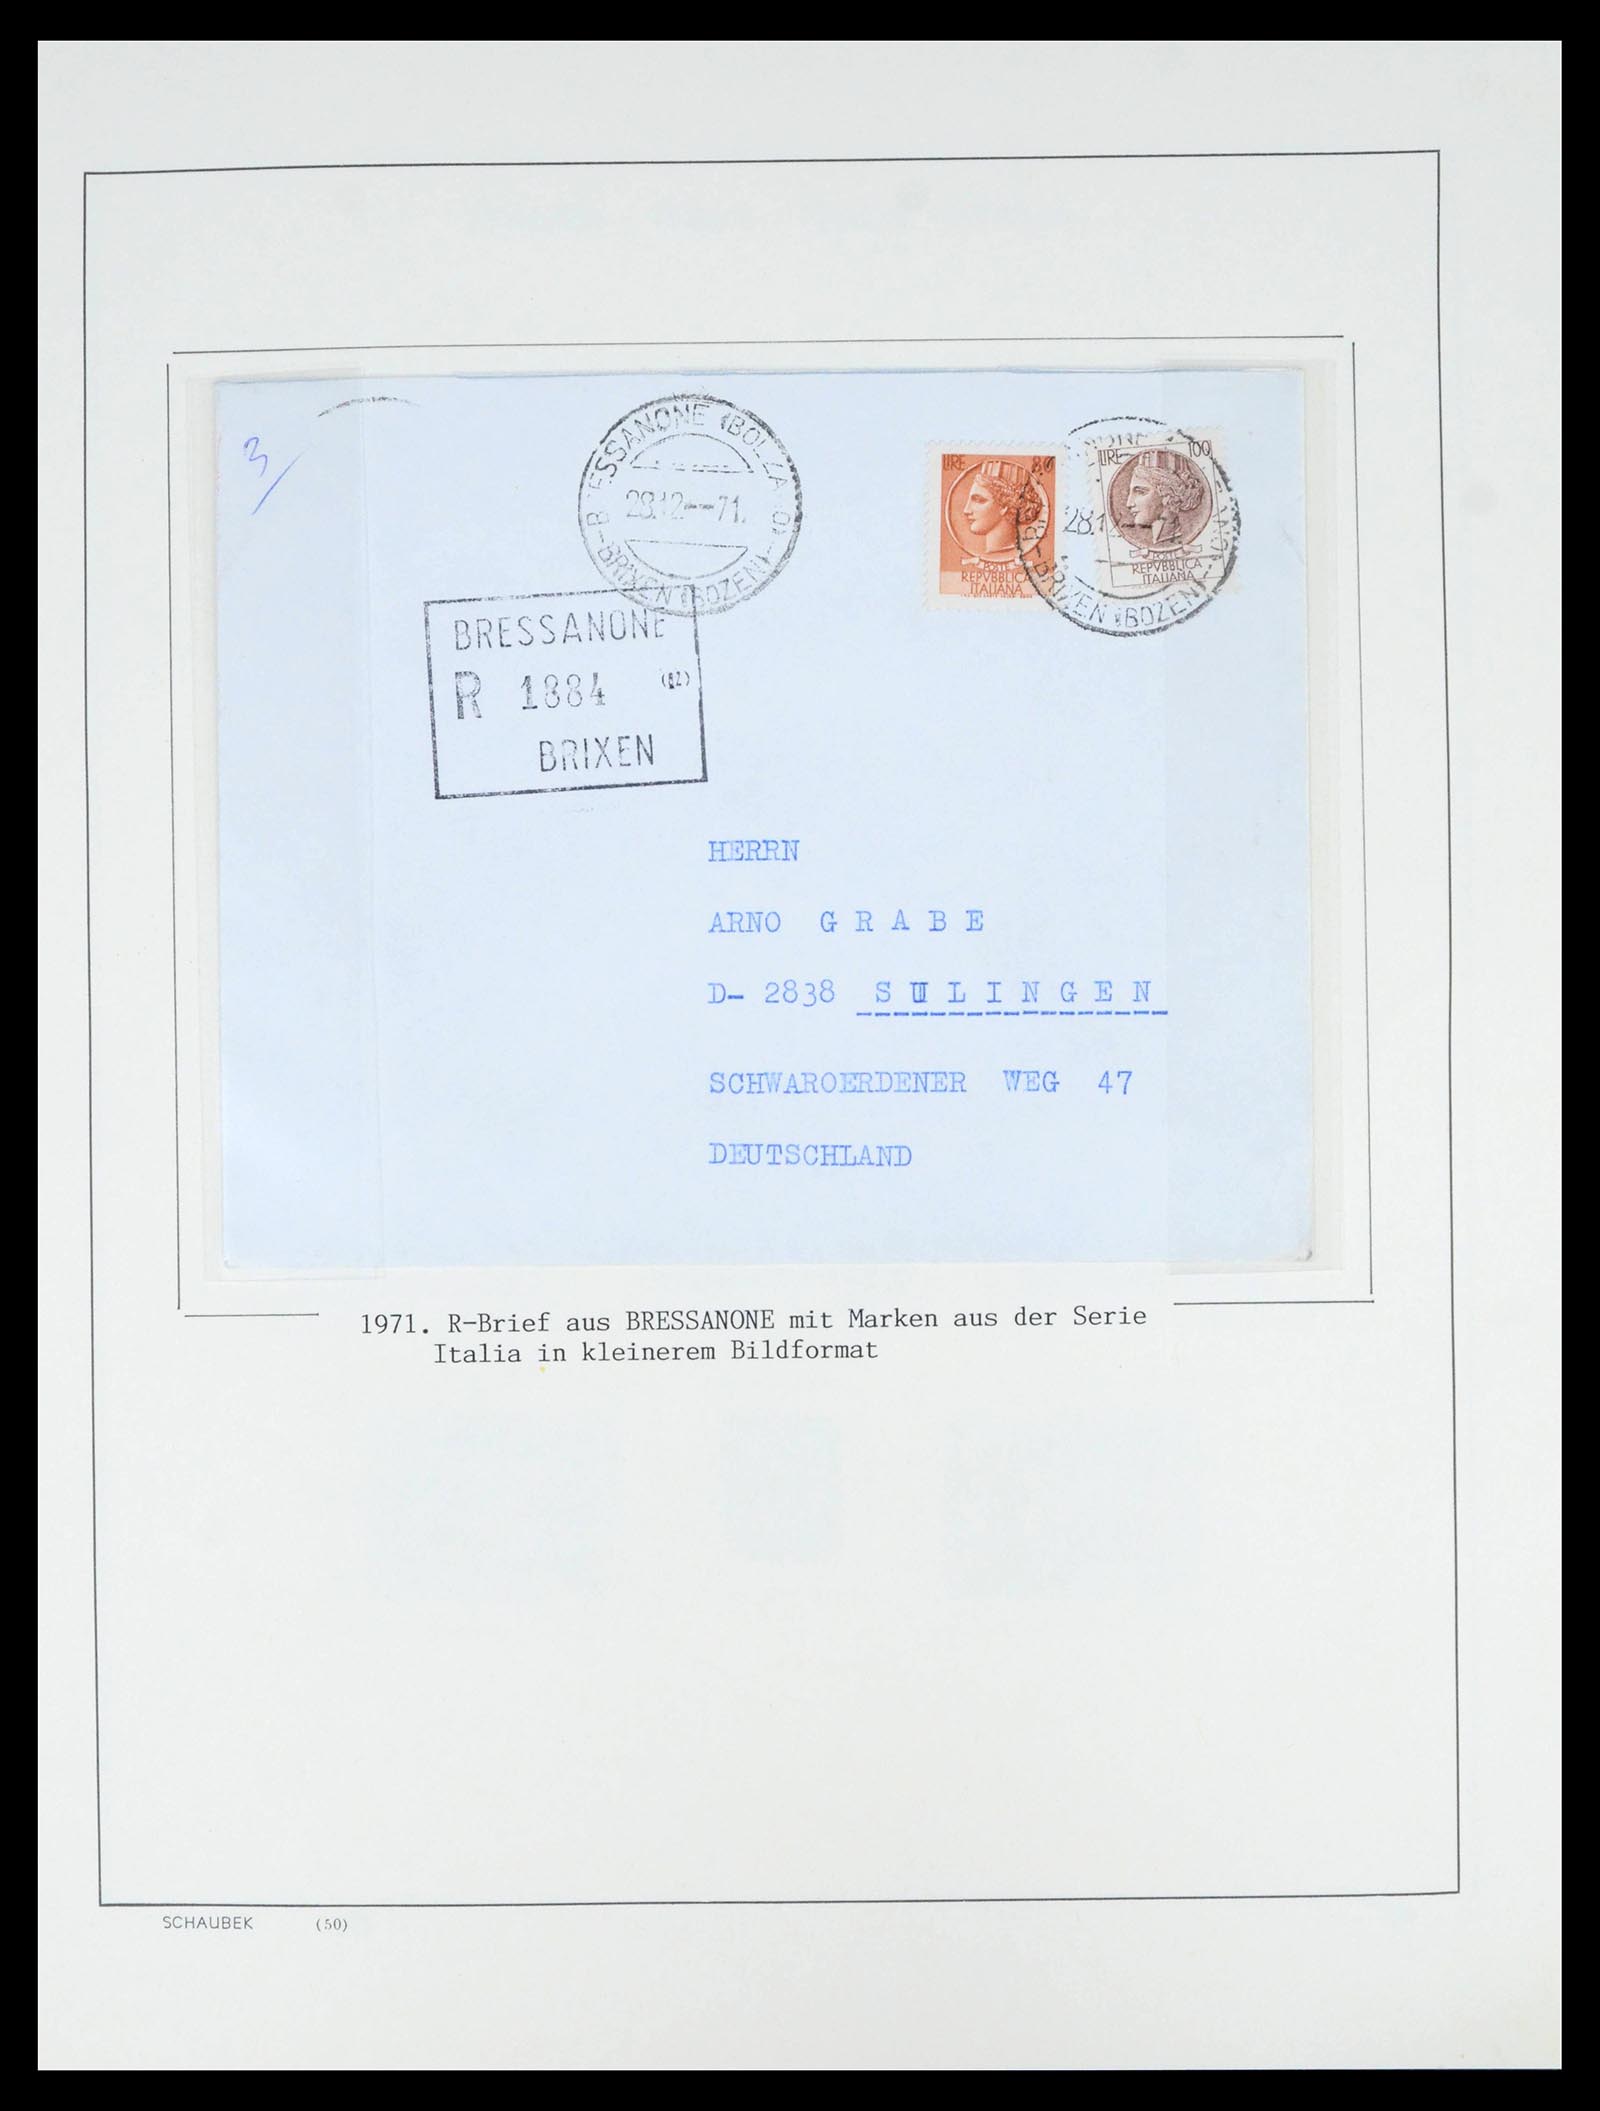 3/
BRESSANONE (BOLZANO)
28.12.--71.
BRIXEN (BOZEN)
LIRE 80
POSTE
REPVBBLICA
ITALIANA
LIRE 100
POSTE
REPVBBLICA
ITALIANA
28.12
BRIXEN (BOZEN)
BRESSANONE
R 1884 (BZ)
BRIXEN
HERRN
ARNO G R A B E
D- 2838 S U L I N G E N
SCHWAROERDENER WEG 47
DEUTSCHLAND
1971. R-Brief aus BRESSANONE mit Marken aus der Serie
Italia in kleinerem Bildformat
SCHAUBEK (50)